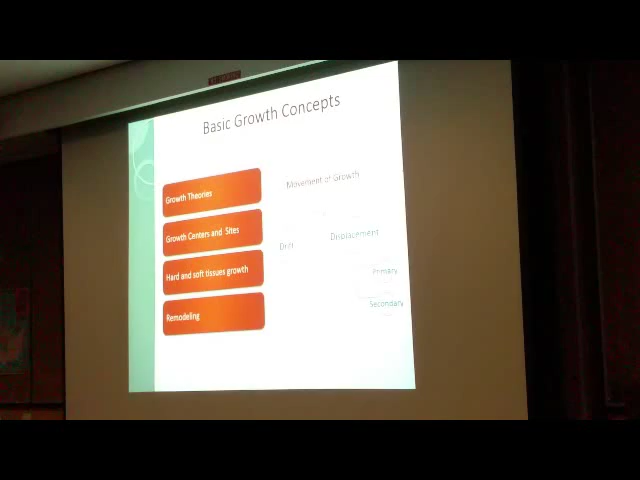 Basic Growth Concepts
Growth Theories
Growth Centers and Sites
Hard and soft tissues growth
Remodeling
Movement of Growth
Drift
Displacement
Primary
Secondary